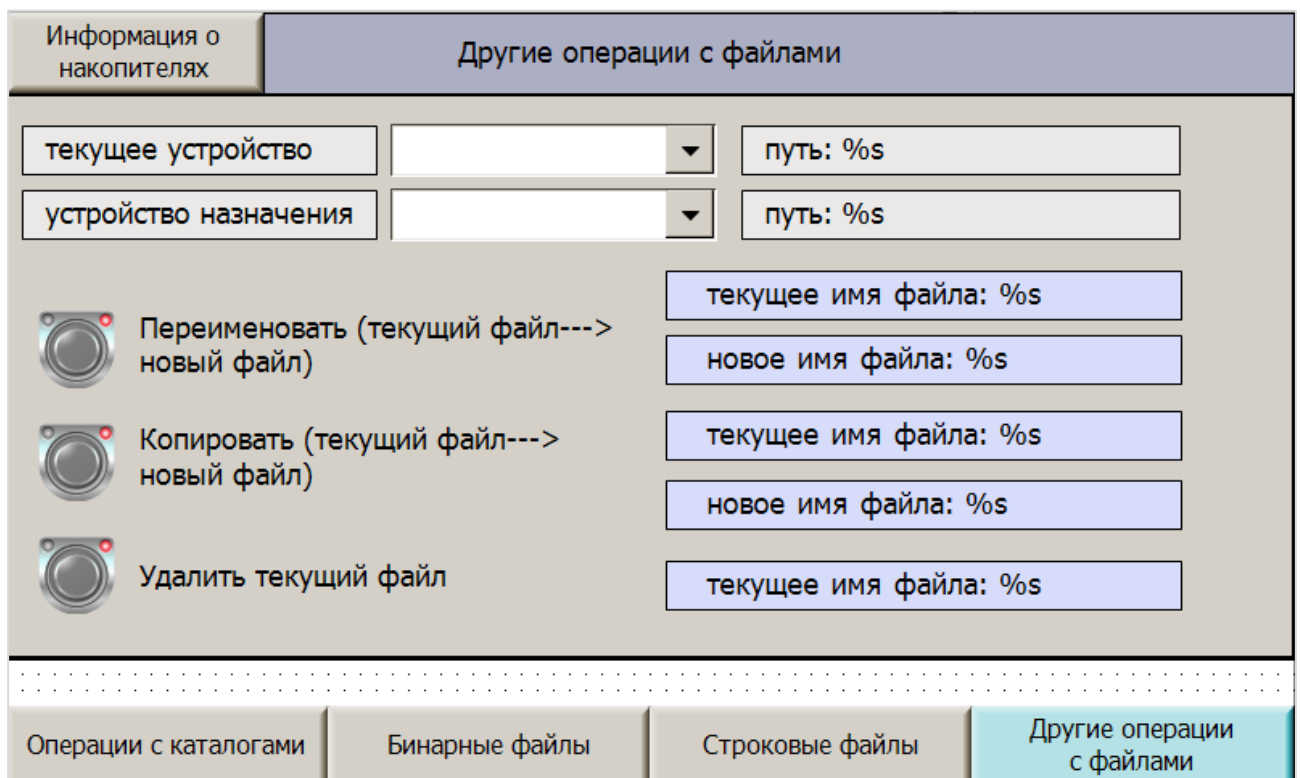 Информация о
накопителях
Другие операции с файлами
текущее устройство
путь: %s
устройство назначения
путь: %s
текущее имя файла: %s
Переименовать (текущий файл--->
новый файл)
новое имя файла: %s
Копировать (текущий файл--->
новый файл)
текущее имя файла: %s
новое имя файла: %s
Удалить текущий файл
текущее имя файла: %s
Операции с каталогами
Бинарные файлы
Строковые файлы
Другие операции
с файлами